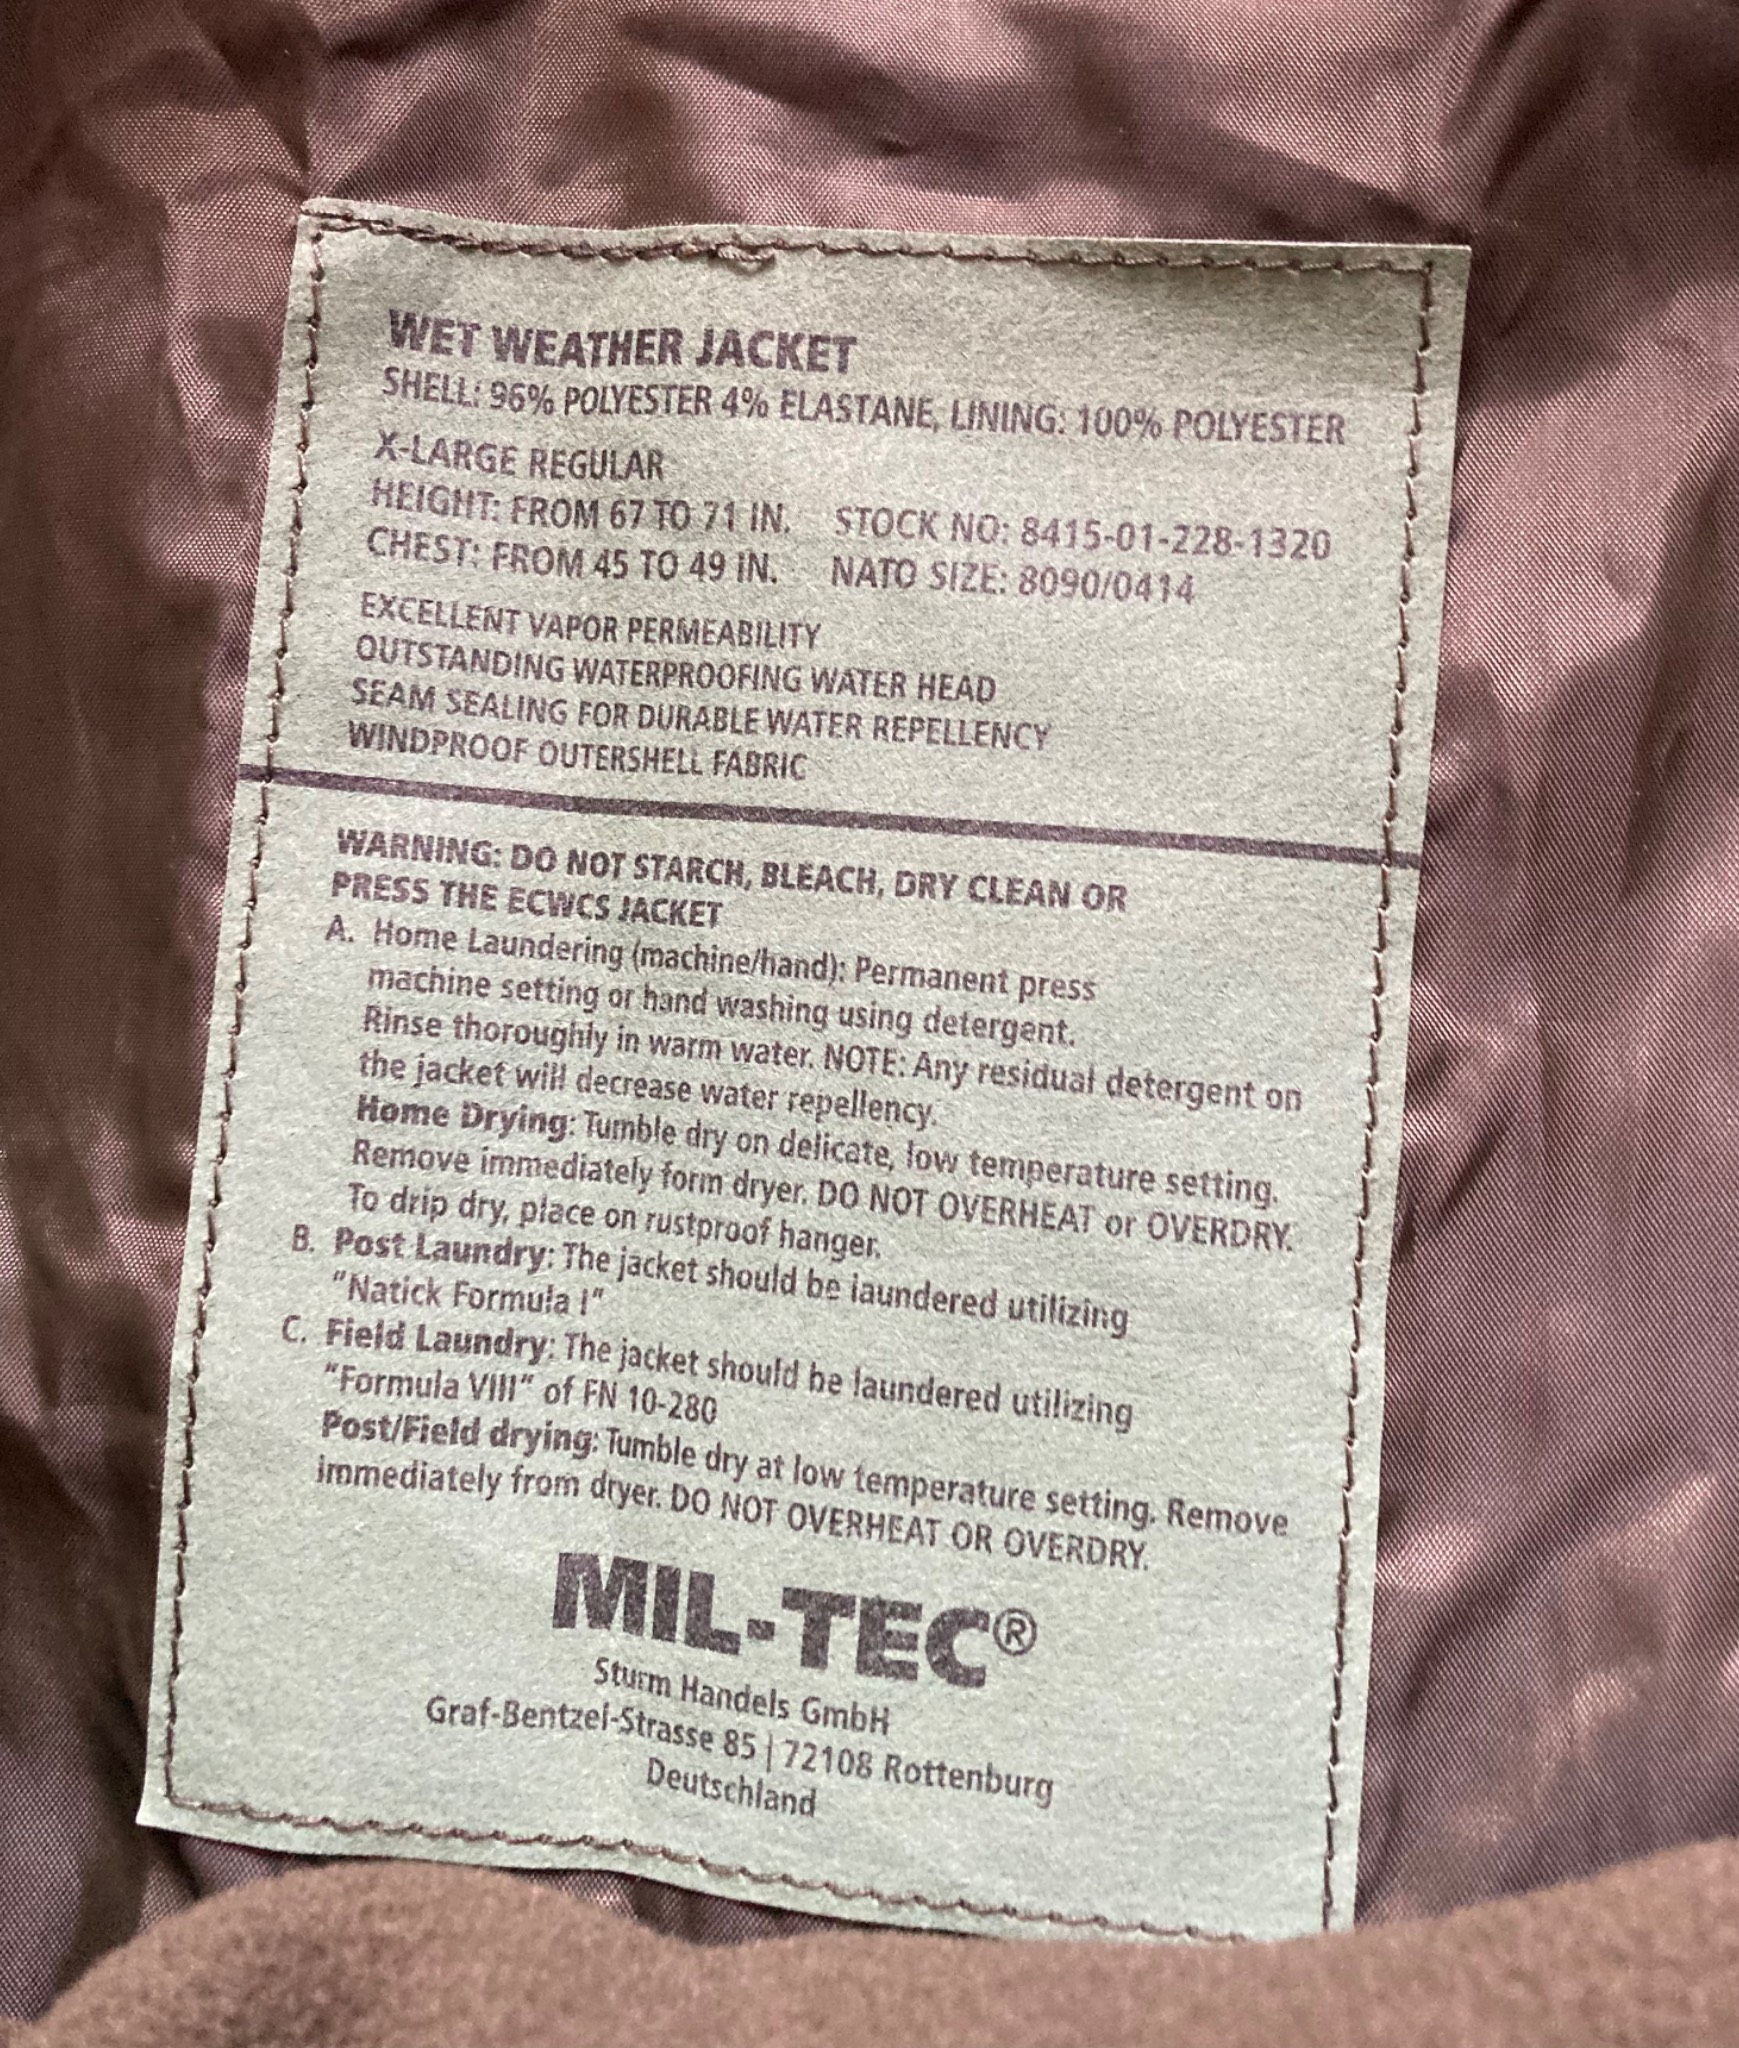 WET WEATHER JACKET
SHELL: 96% POLYESTER 4% ELASTANE, LINING: 100% POLYESTER
X-LARGE REGULAR
HEIGHT: FROM 67 TO 71 IN. STOCK NO: 8415-01-228-1320
CHEST: FROM 45 TO 49 IN. NATO SIZE: 8090/0414
EXCELLENT VAPOR PERMEABILITY
OUTSTANDING WATERPROOFING WATER HEAD
SEAM SEALING FOR DURABLE WATER REPELLENCY
WINDPROOF OUTERSHELL FABRIC
WARNING: DO NOT STARCH, BLEACH, DRY CLEAN OR
PRESS THE ECWCS JACKET
A. Home Laundering (machine/hand): Permanent press
machine setting or hand washing using detergent.
Rinse thoroughly in warm water. NOTE: Any residual detergent on
the jacket will decrease water repellency.
Home Drying: Tumble dry on delicate, low temperature setting.
Remove immediately form dryer. DO NOT OVERHEAT or OVERDRY.
To drip dry, place on rustproof hanger.
B. Post Laundry: The jacket should be laundered utilizing
"Natick Formula I"
C. Field Laundry: The jacket should be laundered utilizing
"Formula VIII" of FN 10-280
Post/Field drying: Tumble dry at low temperature setting. Remove
immediately from dryer. DO NOT OVERHEAT OR OVERDRY.
MIL-TEC®
Sturm Handels GmbH
Graf-Bentzel-Strasse 85 | 72108 Rottenburg
Deutschland